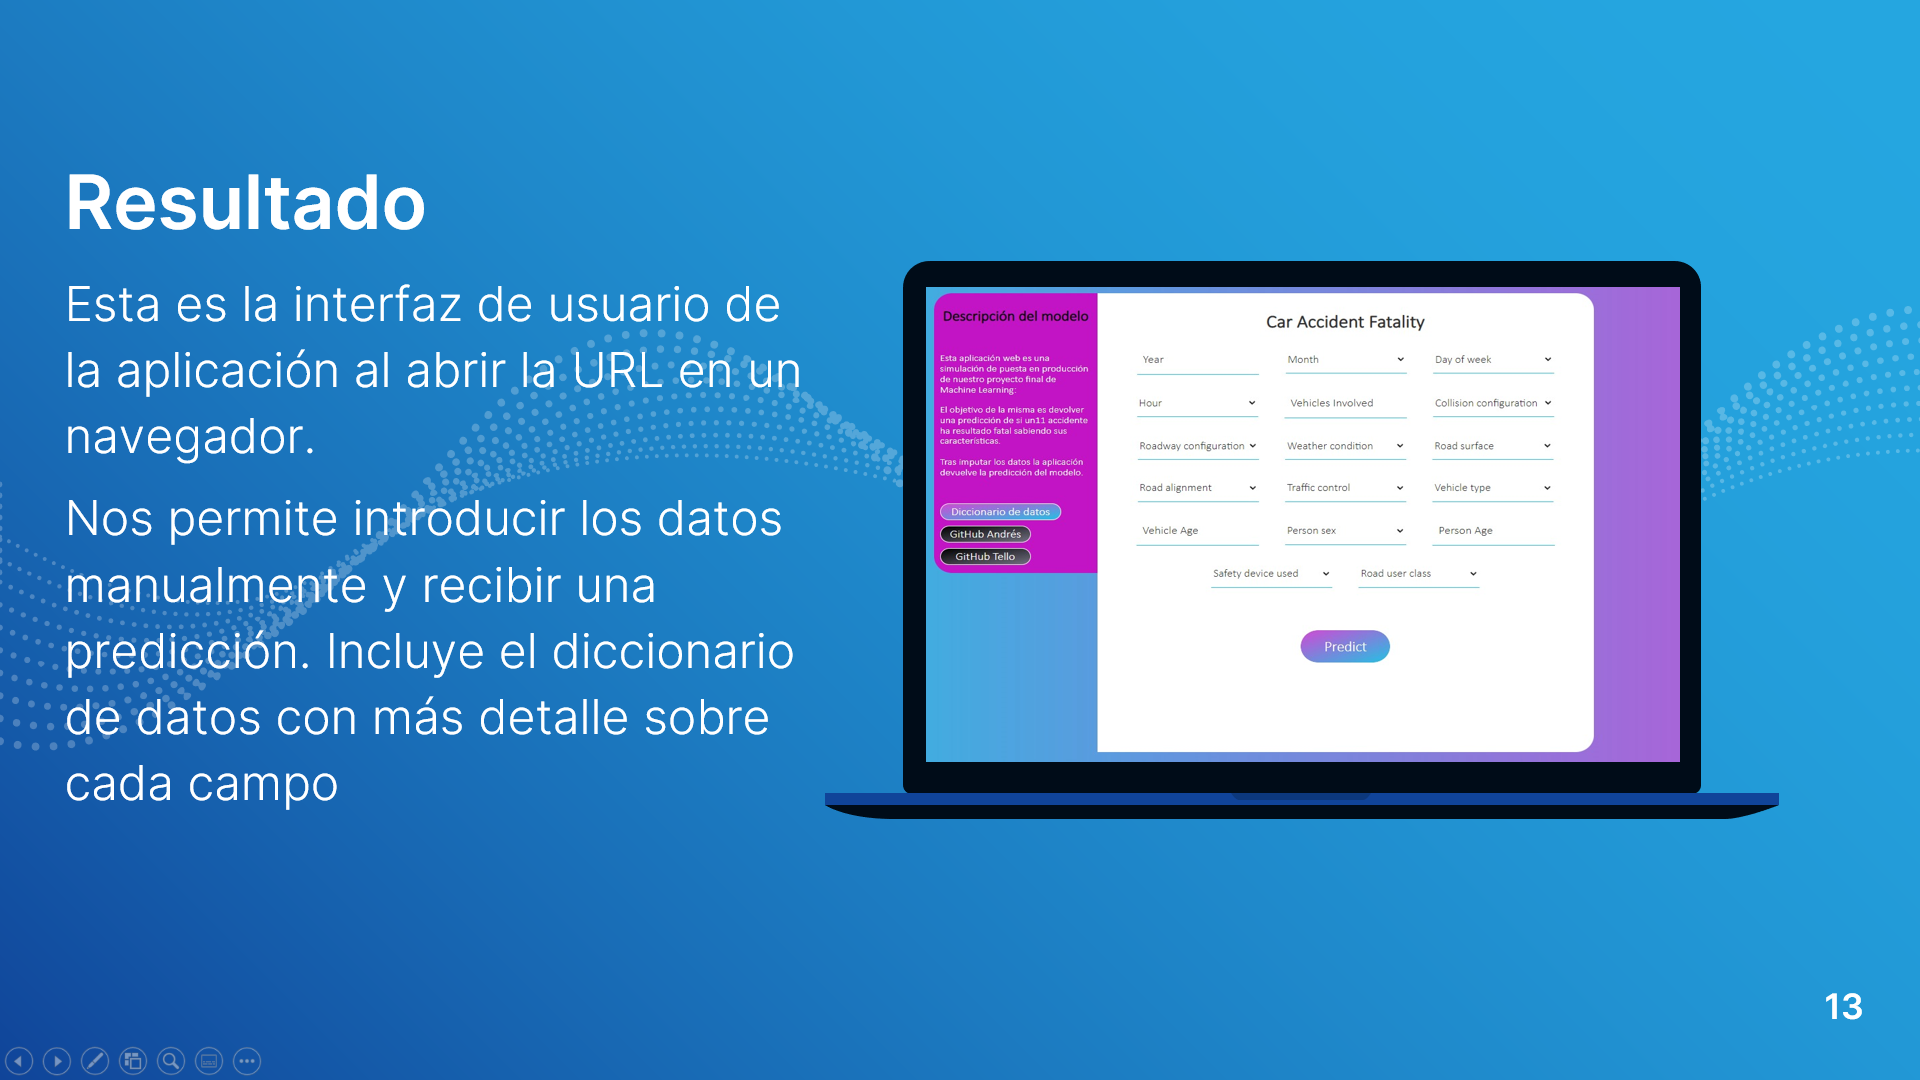 Resultado
Esta es la interfaz de usuario de
la aplicación al abrir la URL en un
navegador.
Nos permite introducir los datos
manualmente y recibir una
predicción. Incluye el diccionario
de datos con más detalle sobre
cada campo
Descripción del modelo
Esta aplicación web es una
simulación de puesta en producción
de nuestro proyecto final de
Machine Learning:
El objetivo de la misma es devolver
una predicción de si un11 accidente
ha resultado fatal sabiendo sus
características.
Tras imputar los datos la aplicación
devuelve la predicción del modelo.
Diccionario de datos
GitHub Andrés
GitHub Tello
Car Accident Fatality
Year Month Day of week
Hour Vehicles Involved Collision configuration
Roadway configuration Weather condition Road surface
Road alignment Traffic control Vehicle type
Vehicle Age Person sex Person Age
Safety device used Road user class
Predict
13